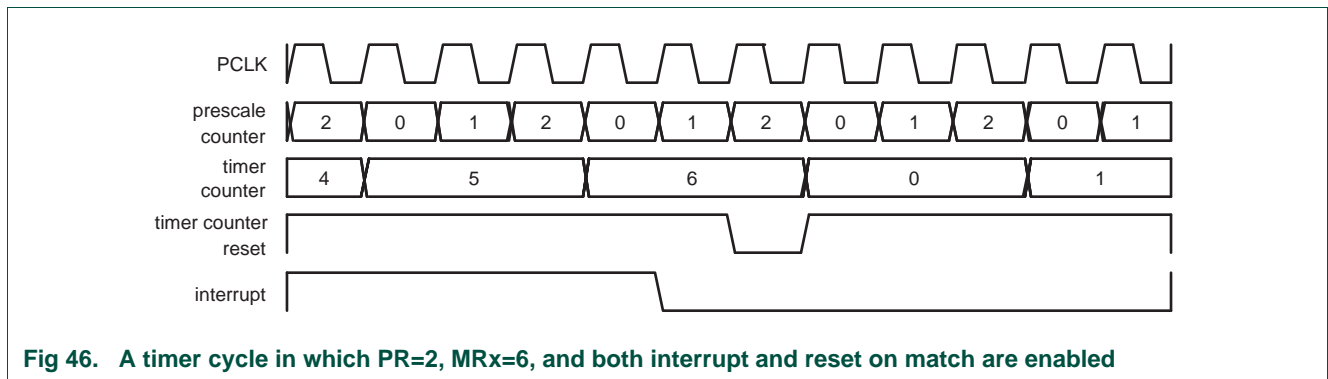 PCLK
prescale
counter
2 0 1 2 0 1 2 0 1 2 0 1
timer
counter
4 5 6 0 1
timer counter
reset
interrupt
Fig 46. A timer cycle in which PR=2, MRx=6, and both interrupt and reset on match are enabled